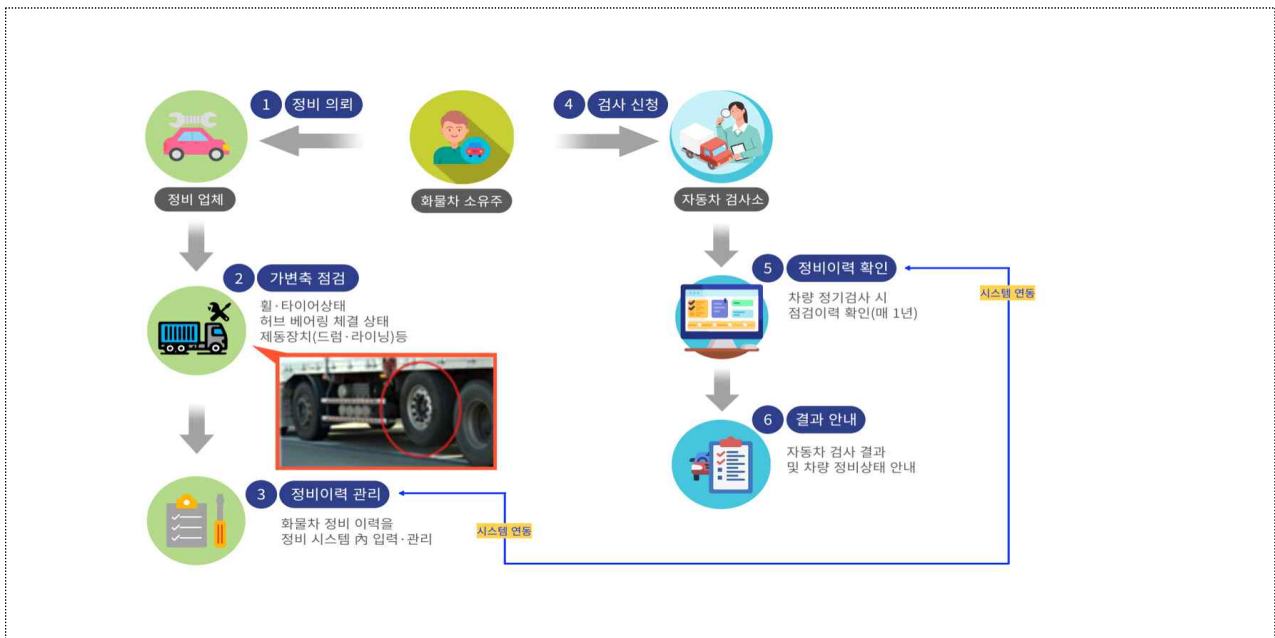 1 정비 의뢰
정비 업체
화물차 소유주
4 검사 신청
자동차 검사소
2 가변축 점검
휠·타이어상태
허브 베어링 체결 상태
제동장치(드럼·라이닝)등
3 정비이력 관리
화물차 정비 이력을
정비 시스템 內 입력·관리
시스템 연동
5 정비이력 확인
차량 정기검사 시
점검이력 확인(매 1년)
시스템 연동
6 결과 안내
자동차 검사 결과
및 차량 정비상태 안내